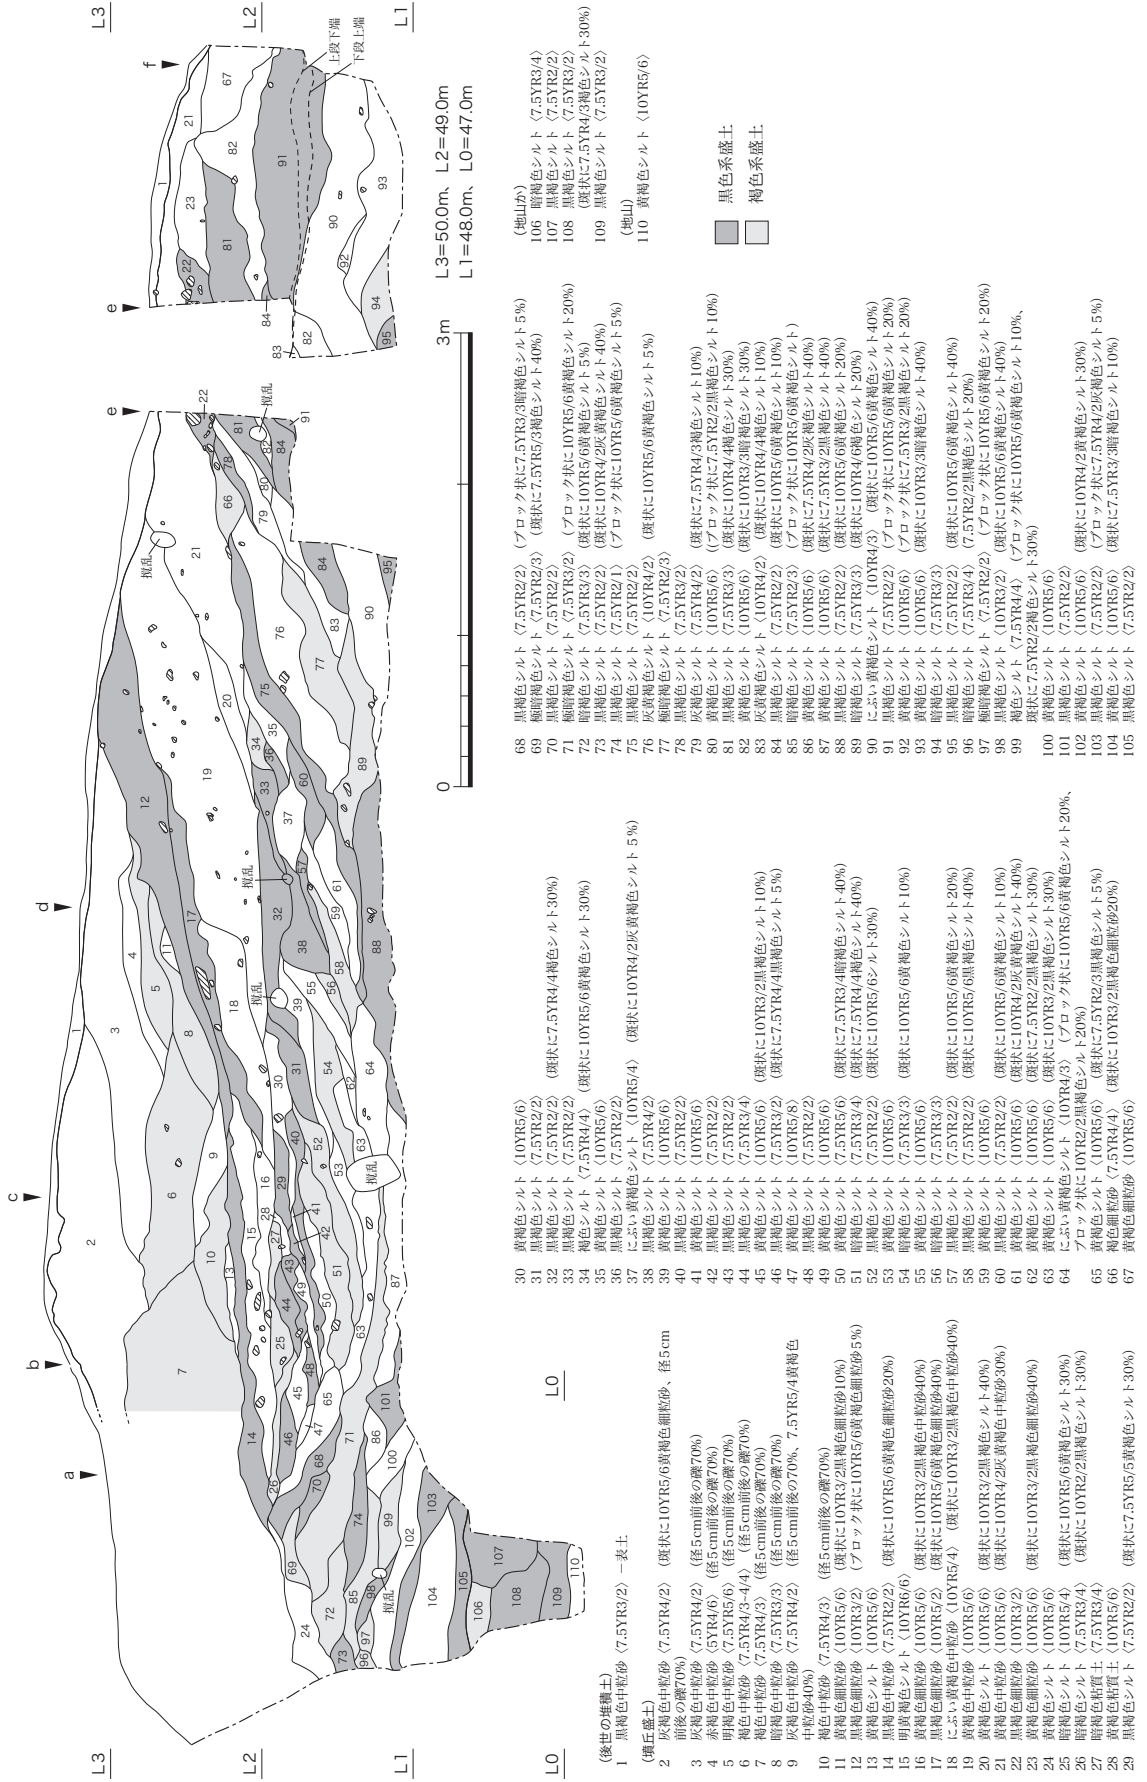 L3
L2
L1
L0
L3
L2
L1
L0
a
b
c
d
e
e
f
撹乱
上段下端
下段上端
0
3m
L3=50.0m、L2=49.0m
L1=48.0m、L0=47.0m
黒色系盛土
褐色系盛土
(後世の堆積土)
1 黒褐色中粒砂〈7.5YR3/2〉―表土
(墳丘盛土)
2 灰褐色中粒砂〈7.5YR4/2〉(斑状に10YR5/6黄褐色細粒砂、径5cm
前後の礫70%)
3 灰褐色中粒砂〈7.5YR4/2〉(径5cm前後の礫70%)
4 赤褐色中粒砂〈5YR4/6〉(径5cm前後の礫70%)
5 明褐色中粒砂〈7.5YR5/6〉(径5cm前後の礫70%)
6 褐色中粒砂〈7.5YR4/3-4/4〉(径5cm前後の礫70%)
7 褐色中粒砂〈7.5YR4/3〉(径5cm前後の礫70%)
8 暗褐色中粒砂〈7.5YR3/3〉(径5cm前後の礫70%)
9 灰褐色中粒砂〈7.5YR4/2〉(径5cm前後の70%、7.5YR5/4黄褐色
中粒砂40%)
10 褐色中粒砂〈7.5YR4/3〉(径5cm前後の礫70%)
11 黄褐色細粒砂〈10YR5/6〉(斑状に10YR3/2黒褐色細粒砂10%)
12 黒褐色細粒砂〈10YR3/2〉(ブロック状に10YR5/6黄褐色細粒砂5%)
13 黄褐色シルト〈10YR5/6〉
14 黒褐色中粒砂〈7.5YR2/2〉(斑状に10YR5/6黄褐色細粒砂20%)
15 明黄褐色シルト〈10YR6/6〉
16 黄褐色細粒砂〈10YR5/6〉(斑状に10YR3/2黒褐色中粒砂40%)
17 黒褐色細粒砂〈10YR5/2〉(斑状に10YR5/6黄褐色細粒砂40%)
18 にぶい黄褐色中粒砂〈10YR5/4〉(斑状に10YR3/2黒褐色中粒砂40%)
19 黄褐色中粒砂〈10YR5/6〉
20 黄褐色シルト〈10YR5/6〉(斑状に10YR3/2黒褐色シルト40%)
21 黄褐色中粒砂〈10YR5/6〉(斑状に10YR4/2灰黄褐色中粒砂30%)
22 黒褐色細粒砂〈10YR3/2〉
23 黄褐色細粒砂〈10YR5/6〉(斑状に10YR3/2黒褐色細粒砂40%)
24 黄褐色シルト〈10YR5/6〉
25 暗褐色シルト〈10YR5/4〉(斑状に10YR5/6黄褐色シルト30%)
26 暗褐色シルト〈7.5YR3/4〉(斑状に10YR2/2黒褐色シルト30%)
27 暗褐色粘質土〈7.5YR3/4〉
28 黄褐色粘質土〈10YR5/6〉
29 黒褐色シルト〈7.5YR2/2〉(斑状に7.5YR5/5黄褐色シルト30%)
30 黄褐色シルト〈10YR5/6〉
31 黒褐色シルト〈7.5YR2/2〉
32 黒褐色シルト〈7.5YR2/2〉(斑状に7.5YR4/4褐色シルト30%)
33 黒褐色シルト〈7.5YR2/2〉
34 褐色シルト〈7.5YR4/4〉(斑状に10YR5/6黄褐色シルト30%)
35 黄褐色シルト〈10YR5/6〉
36 黒褐色シルト〈7.5YR2/2〉
37 にぶい黄褐色シルト〈10YR5/4〉(斑状に10YR4/2灰黄褐色シルト5%)
38 黒褐色シルト〈7.5YR4/2〉
39 黄褐色シルト〈10YR5/6〉
40 黒褐色シルト〈7.5YR2/2〉
41 黄褐色シルト〈10YR5/6〉
42 黒褐色シルト〈7.5YR2/2〉
43 黒褐色シルト〈7.5YR2/2〉
44 黒褐色シルト〈7.5YR3/4〉
45 黄褐色シルト〈10YR5/6〉(斑状に10YR3/2黒褐色シルト10%)
46 黒褐色シルト〈7.5YR3/2〉(斑状に7.5YR4/4黒褐色シルト5%)
47 黄褐色シルト〈10YR5/8〉
48 黒褐色シルト〈7.5YR2/2〉
49 黄褐色シルト〈10YR5/6〉
50 黄褐色シルト〈7.5YR5/6〉(斑状に7.5YR3/4暗褐色シルト40%)
51 暗褐色シルト〈7.5YR3/4〉(斑状に7.5YR4/4褐色シルト40%)
52 黒褐色シルト〈7.5YR2/2〉(斑状に10YR5/6シルト30%)
53 黄褐色シルト〈10YR5/6〉
54 暗褐色シルト〈7.5YR3/3〉(斑状に10YR5/6黄褐色シルト10%)
55 黄褐色シルト〈10YR5/6〉
56 暗褐色シルト〈7.5YR3/3〉
57 黒褐色シルト〈7.5YR2/2〉(斑状に10YR5/6黄褐色シルト20%)
58 黒褐色シルト〈7.5YR2/2〉(斑状に10YR5/6黒褐色シルト40%)
59 黄褐色シルト〈10YR5/6〉
60 黒褐色シルト〈7.5YR2/2〉(斑状に10YR5/6黄褐色シルト10%)
61 黄褐色シルト〈10YR5/6〉(斑状に10YR4/2灰黄褐色シルト40%)
62 黄褐色シルト〈10YR5/6〉(斑状に7.5YR2/2黒褐色シルト30%)
63 黄褐色シルト〈10YR5/6〉(斑状に10YR3/2黒褐色シルト30%)
64 にぶい黄褐色シルト〈10YR4/3〉(ブロック状に10YR5/6黄褐色シルト20%、
ブロック状に10YR2/2黒褐色シルト20%)
65 黄褐色シルト〈10YR5/6〉(斑状に7.5YR2/3黒褐色シルト5%)
66 褐色細粒砂〈7.5YR4/4〉(斑状に10YR3/2黒褐色細粒砂20%)
67 黄褐色細粒砂〈10YR5/6〉
68 黒褐色シルト〈7.5YR2/2〉(ブロック状に7.5YR3/3暗褐色シルト5%)
69 極暗褐色シルト〈7.5YR2/3〉(斑状に7.5YR5/3褐色シルト40%)
70 黒褐色シルト〈7.5YR2/2〉
71 極暗褐色シルト〈7.5YR3/2〉(ブロック状に10YR5/6黄褐色シルト20%)
72 暗褐色シルト〈7.5YR3/3〉(斑状に10YR5/6黄褐色シルト5%)
73 黒褐色シルト〈7.5YR2/2〉(斑状に10YR4/2灰黄褐色シルト40%)
74 黒褐色シルト〈7.5YR2/1〉(ブロック状に10YR5/6黄褐色シルト5%)
75 黒褐色シルト〈7.5YR2/2〉
76 灰黄褐色シルト〈10YR4/2〉(斑状に10YR5/6黄褐色シルト5%)
77 極暗褐色シルト〈7.5YR2/3〉
78 黒褐色シルト〈7.5YR3/2〉
79 灰褐色シルト〈7.5YR4/2〉(斑状に7.5YR4/3褐色シルト10%)
80 黄褐色シルト〈10YR5/6〉((ブロック状に7.5YR2/2黒褐色シルト10%)
81 黒褐色シルト〈7.5YR3/3〉(斑状に10YR4/4褐色シルト30%)
82 黄褐色シルト〈10YR5/6〉(斑状に10YR3/3暗褐色シルト30%)
83 灰黄褐色シルト〈10YR4/2〉(斑状に10YR4/4褐色シルト10%)
84 黒褐色シルト〈7.5YR2/2〉(斑状に10YR5/6黄褐色シルト10%)
85 暗褐色シルト〈7.5YR2/3〉(ブロック状に10YR5/6黄褐色シルト)
86 黄褐色シルト〈10YR5/6〉(斑状に7.5YR4/2灰褐色シルト40%)
87 黄褐色シルト〈10YR5/6〉(斑状に7.5YR3/2黒褐色シルト40%)
88 黒褐色シルト〈7.5YR2/2〉(斑状に10YR5/6黄褐色シルト20%)
89 暗褐色シルト〈7.5YR3/3〉(斑状に10YR4/6褐色シルト20%)
90 にぶい黄褐色シルト〈10YR4/3〉(斑状に10YR5/6黄褐色シルト40%)
91 黒褐色シルト〈7.5YR2/2〉(ブロック状に10YR5/6黄褐色シルト20%)
92 黄褐色シルト〈10YR5/6〉(ブロック状に7.5YR3/2黒褐色シルト20%)
93 黄褐色シルト〈10YR5/6〉(斑状に10YR3/3暗褐色シルト40%)
94 暗褐色シルト〈7.5YR3/3〉
95 黒褐色シルト〈7.5YR2/2〉(斑状に10YR5/6黄褐色シルト40%)
96 暗褐色シルト〈7.5YR3/4〉(7.5YR2/2黒褐色シルト20%)
97 極暗褐色シルト〈7.5YR2/2〉(ブロック状に10YR5/6黄褐色シルト20%)
98 黒褐色シルト〈10YR3/2〉(斑状に10YR5/6黄褐色シルト40%)
99 褐色シルト〈7.5YR4/4〉(ブロック状に10YR5/6黄褐色シルト10%、
斑状に7.5YR2/2褐色シルト30%)
100 黄褐色シルト〈10YR5/6〉
101 黒褐色シルト〈7.5YR2/2〉
102 黄褐色シルト〈10YR5/6〉(斑状に10YR4/2黄褐色シルト30%)
103 黒褐色シルト〈7.5YR2/2〉(ブロック状に7.5YR4/2灰褐色シルト5%)
104 黄褐色シルト〈10YR5/6〉(斑状に7.5YR3/3暗褐色シルト10%)
105 黒褐色シルト〈7.5YR2/2〉
(地山か)
106 暗褐色シルト〈7.5YR3/4〉
107 黒褐色シルト〈7.5YR2/2〉
108 黒褐色シルト〈7.5YR3/2〉
(斑状に7.5YR4/3褐色シルト30%)
109 黒褐色シルト〈7.5YR3/2〉
(地山)
110 黄褐色シルト〈10YR5/6〉